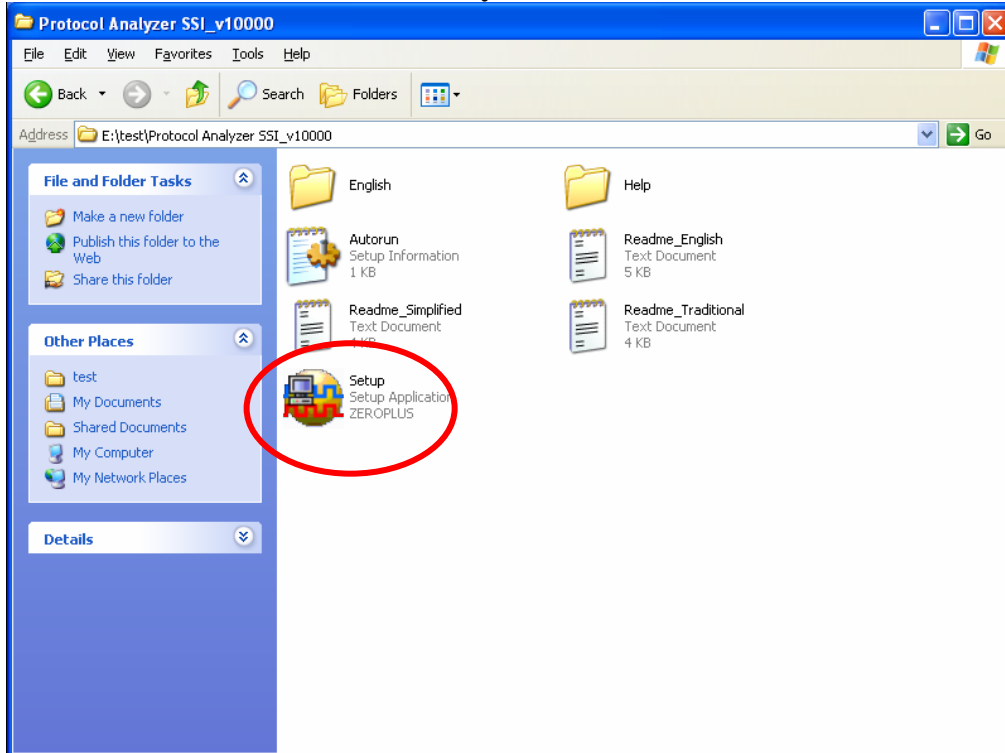 Protocol Analyzer SSI_v10000
File Edit View Favorites Tools Help
Back Search Folders
Address E:\test\Protocol Analyzer SSI_v10000 Go
File and Folder Tasks
Make a new folder
Publish this folder to the
Web
Share this folder
Other Places
test
My Documents
Shared Documents
My Computer
My Network Places
Details
English
Help
Autorun
Setup Information
1 KB
Readme_English
Text Document
5 KB
Readme_Simplified
Text Document
4 KB
Readme_Traditional
Text Document
4 KB
Setup
Setup Application
ZEROPLUS